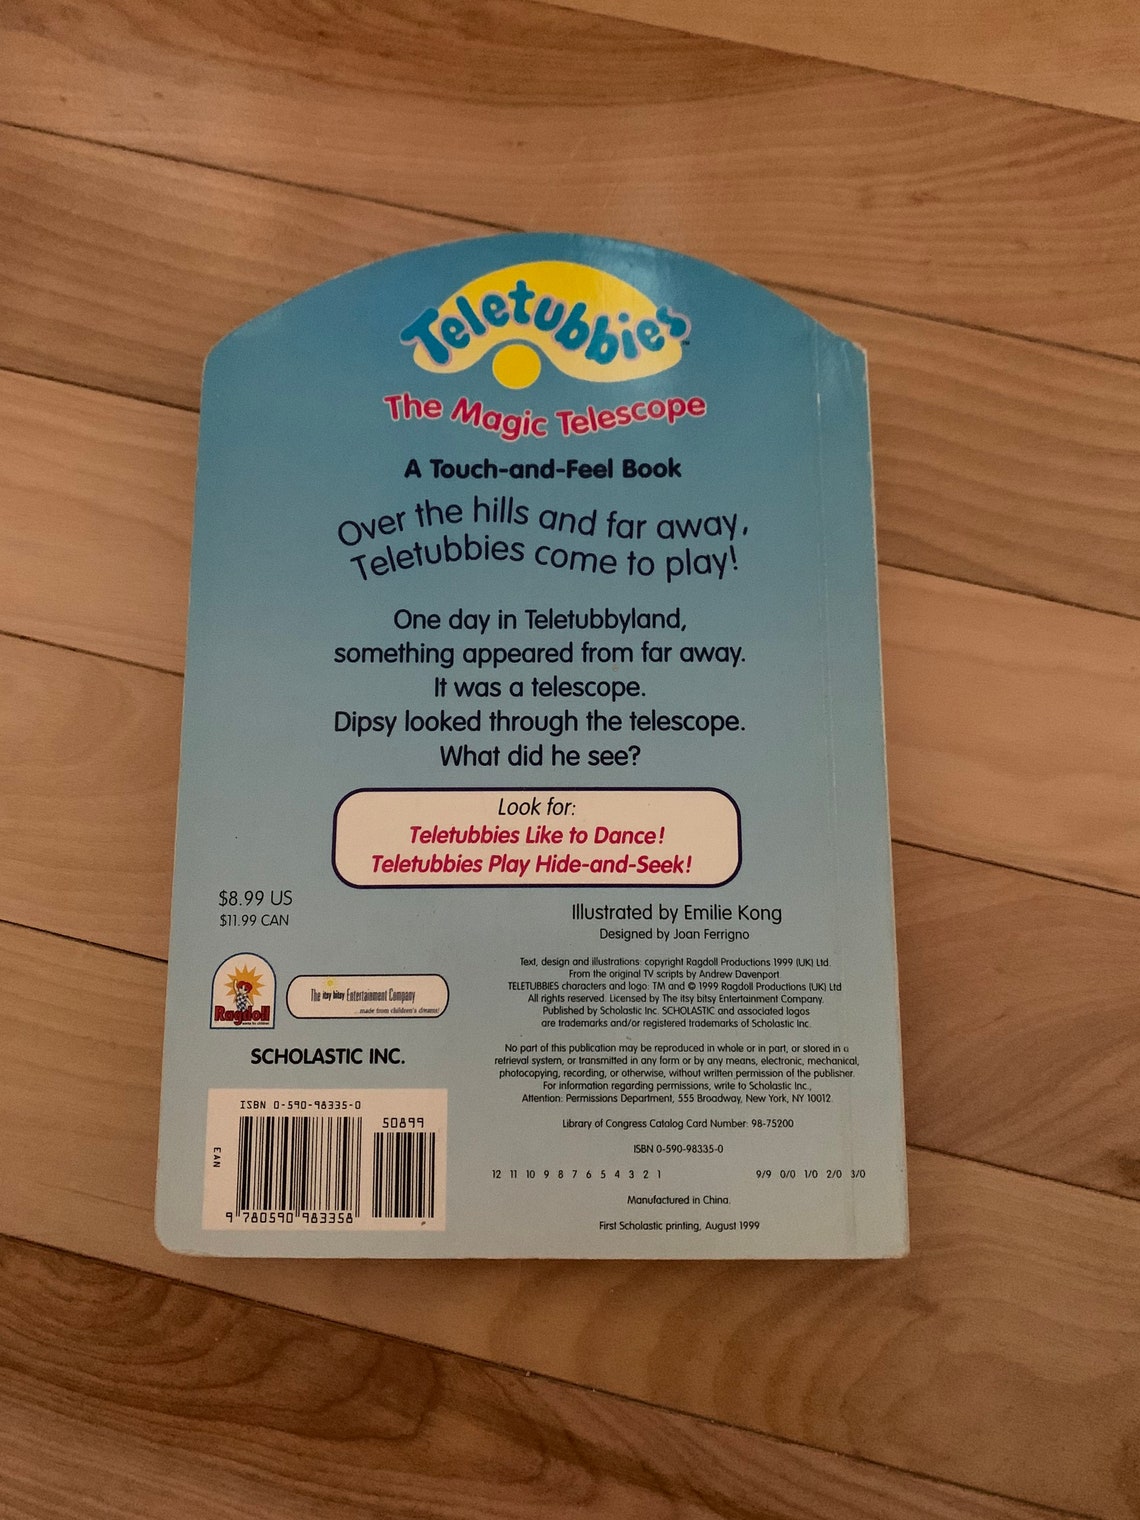 Teletubbies™
The Magic Telescope
A Touch-and-Feel Book
Over the hills and far away,
Teletubbies come to play!
One day in Teletubbyland,
something appeared from far away.
It was a telescope.
Dipsy looked through the telescope.
What did he see?
Look for:
Teletubbies Like to Dance!
Teletubbies Play Hide-and-Seek!
$8.99 US
$11.99 CAN
Ragdoll
The itsy bitsy Entertainment Company
...made from children's dreams!
SCHOLASTIC INC.
ISBN 0-590-98335-0
50899
EAN
9 780590 983358
P
Illustrated by Emilie Kong
Designed by Joan Ferrigno
Text, design and illustrations: copyright Ragdoll Productions 1999 (UK) Ltd.
From the original TV scripts by Andrew Davenport.
TELETUBBIES characters and logo: TM and © 1999 Ragdoll Productions (UK) Ltd
All rights reserved. Licensed by The itsy bitsy Entertainment Company.
Published by Scholastic Inc. SCHOLASTIC and associated logos
are trademarks and/or registered trademarks of Scholastic Inc.
No part of this publication may be reproduced in whole or in part, or stored in a
retrieval system, or transmitted in any form or by any means, electronic, mechanical,
photocopying, recording, or otherwise, without written permission of the publisher.
For information regarding permissions, write to Scholastic Inc.,
Attention: Permissions Department, 555 Broadway, New York, NY 10012.
Library of Congress Catalog Card Number: 98-75200
ISBN 0-590-98335-0
12 11 10 9 8 7 6 5 4 3 2 1 9/9 0/0 1/0 2/0 3/0
Manufactured in China.
First Scholastic printing, August 1999